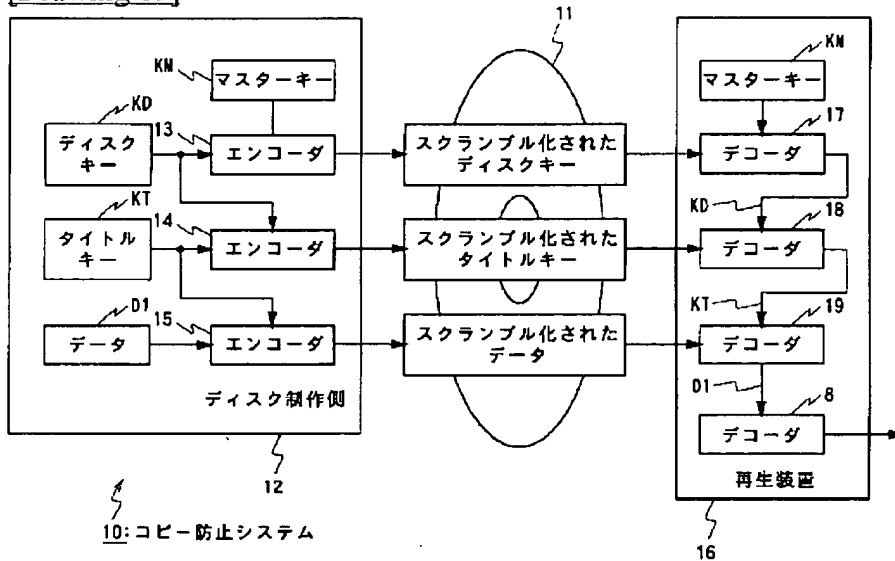 11
KM
マスターキー
KD
13
ディスク
キー
エンコーダ
スクランブル化された
ディスクキー
KM
マスターキー
17
デコーダ
KT
14
タイトル
キー
エンコーダ
スクランブル化された
タイトルキー
KD
18
デコーダ
D1
15
データ
エンコーダ
スクランブル化された
データ
KT
19
デコーダ
D1
8
デコーダ
ディスク制作側
12
再生装置
16
10:コピー防止システム